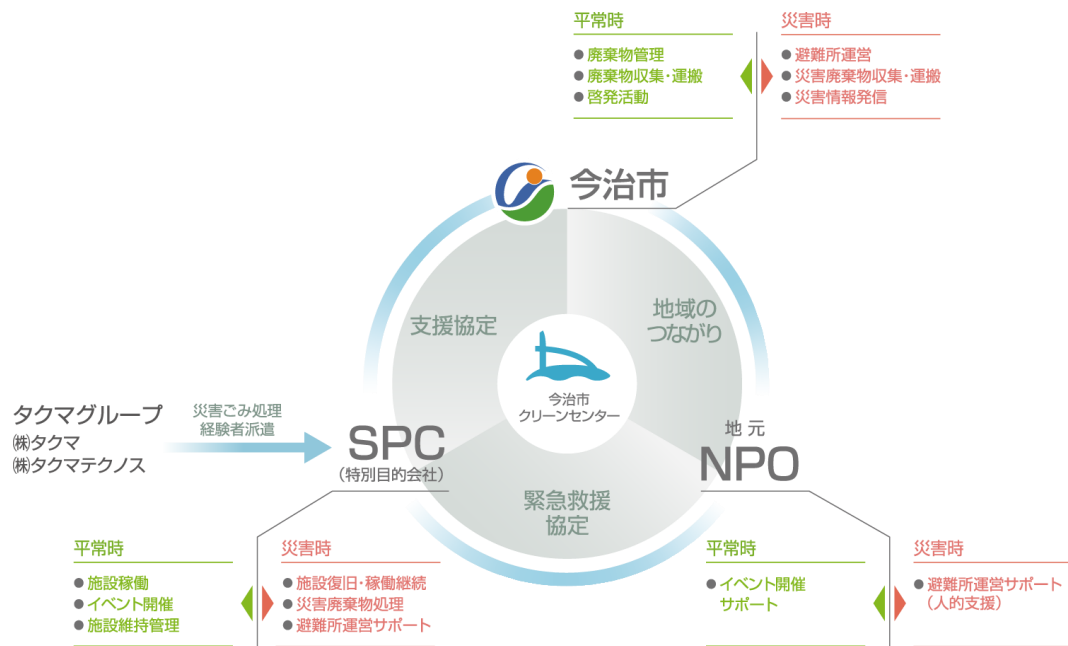 平常時
● 廃棄物管理
● 廃棄物収集・運搬
● 啓発活動
災害時
● 避難所運営
● 災害廃棄物収集・運搬
● 災害情報発信
今治市
支援協定
地域の
つながり
今治市
クリーンセンター
タクマグループ
㈱タクマ
㈱タクマテクノス
災害ごみ処理
経験者派遣
SPC
(特別目的会社)
地元
NPO
緊急救援
協定
平常時
● 施設稼働
● イベント開催
● 施設維持管理
災害時
● 施設復旧・稼働継続
● 災害廃棄物処理
● 避難所運営サポート
平常時
● イベント開催
サポート
災害時
● 避難所運営サポート
(人的支援)